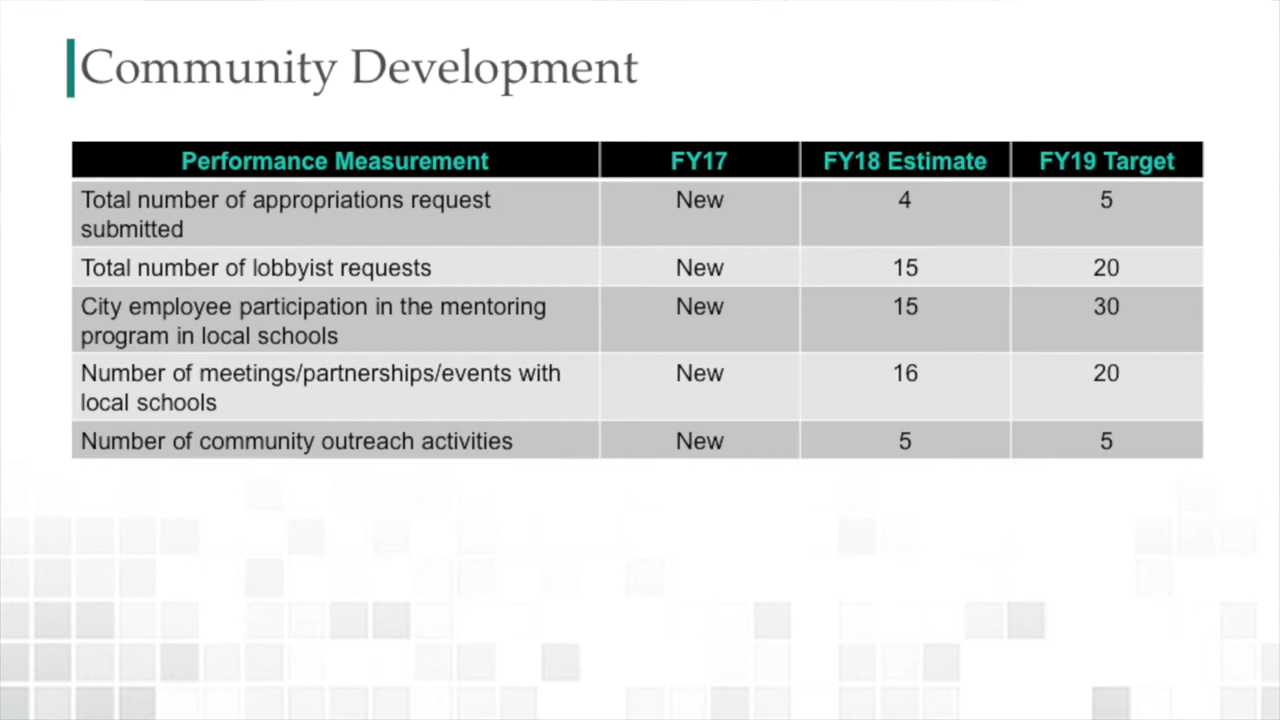 Community Development
Performance Measurement FY17 FY18 Estimate FY19 Target
Total number of appropriations request
submitted New 4 5
Total number of lobbyist requests New 15 20
City employee participation in the mentoring
program in local schools New 15 30
Number of meetings/partnerships/events with
local schools New 16 20
Number of community outreach activities New 5 5